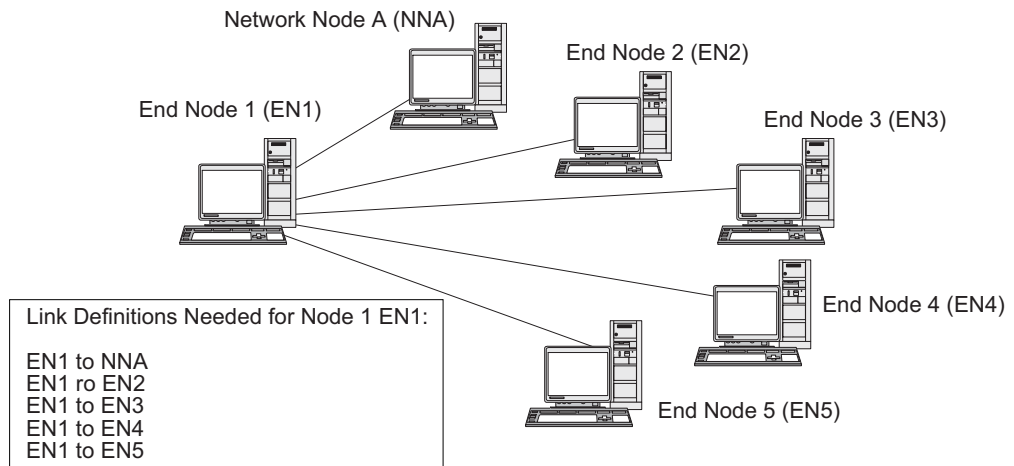 Network Node A (NNA)
End Node 2 (EN2)
End Node 1 (EN1)
End Node 3 (EN3)
End Node 4 (EN4)
End Node 5 (EN5)
Link Definitions Needed for Node 1 EN1:
EN1 to NNA
EN1 ro EN2
EN1 to EN3
EN1 to EN4
EN1 to EN5